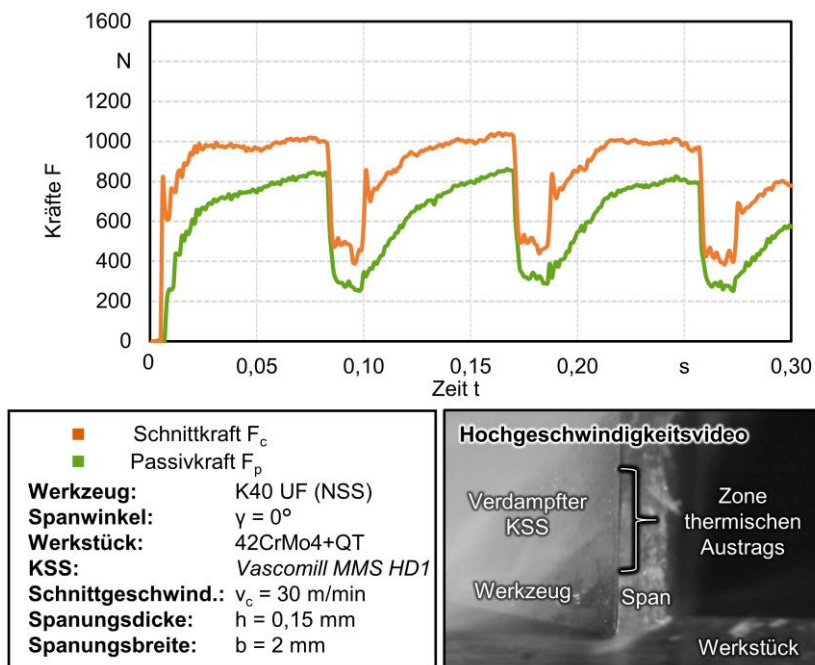 1600
N
1400
1000
800
600
400
200
0
Kräfte F
0
0,05
0,10
0,15
0,20
s
0,30
Zeit t
Schnittkraft Fc
Passivkraft Fp
Werkzeug: K40 UF (NSS)
Spanwinkel: γ = 0°
Werkstück: 42CrMo4+QT
KSS: Vascomill MMS HD1
Schnittgeschwind.: vc = 30 m/min
Spanungsdicke: h = 0,15 mm
Spanungsbreite: b = 2 mm
Hochgeschwindigkeitsvideo
Verdampfter
KSS
Zone
thermischen
Austrags
Werkzeug
Span
Werkstück